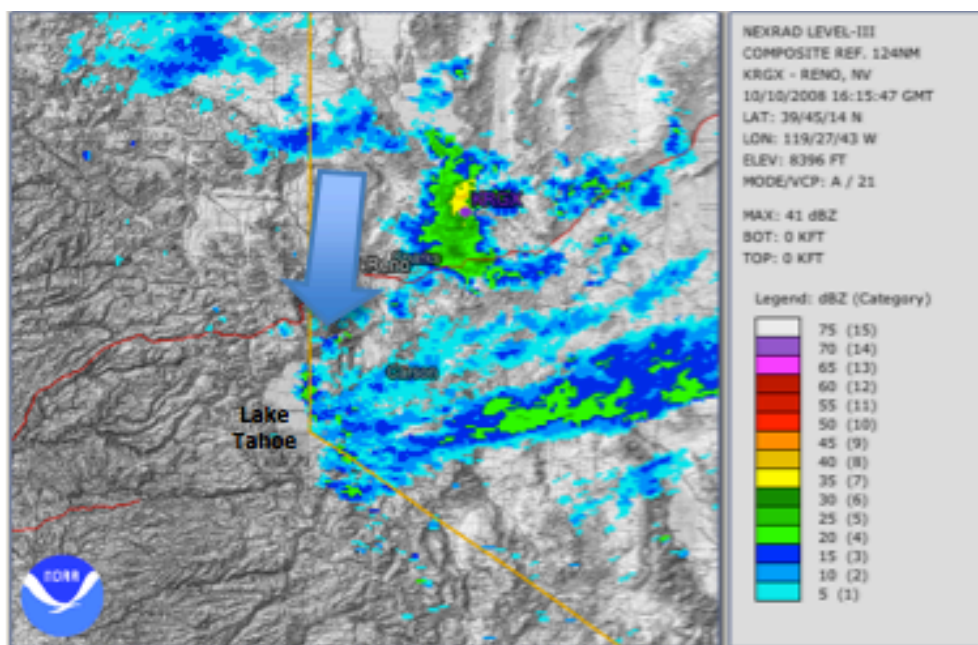 NEXRAD LEVEL-III
COMPOSITE REF. 124NM
KRGX - RENO, NV
10/10/2008 16:15:47 GMT
LAT: 39/45/14 N
LON: 119/27/43 W
ELEV: 8396 FT
MODE/VCP: A / 21
MAX: 41 dBZ
BOT: 0 KFT
TOP: 0 KFT
Legend: dBZ (Category)
75 (15)
70 (14)
65 (13)
60 (12)
55 (11)
50 (10)
45 (9)
40 (8)
35 (7)
30 (6)
25 (5)
20 (4)
15 (3)
10 (2)
5 (1)
KRGX
Reno
Sparks
Carson
Lake
Tahoe
NOAA